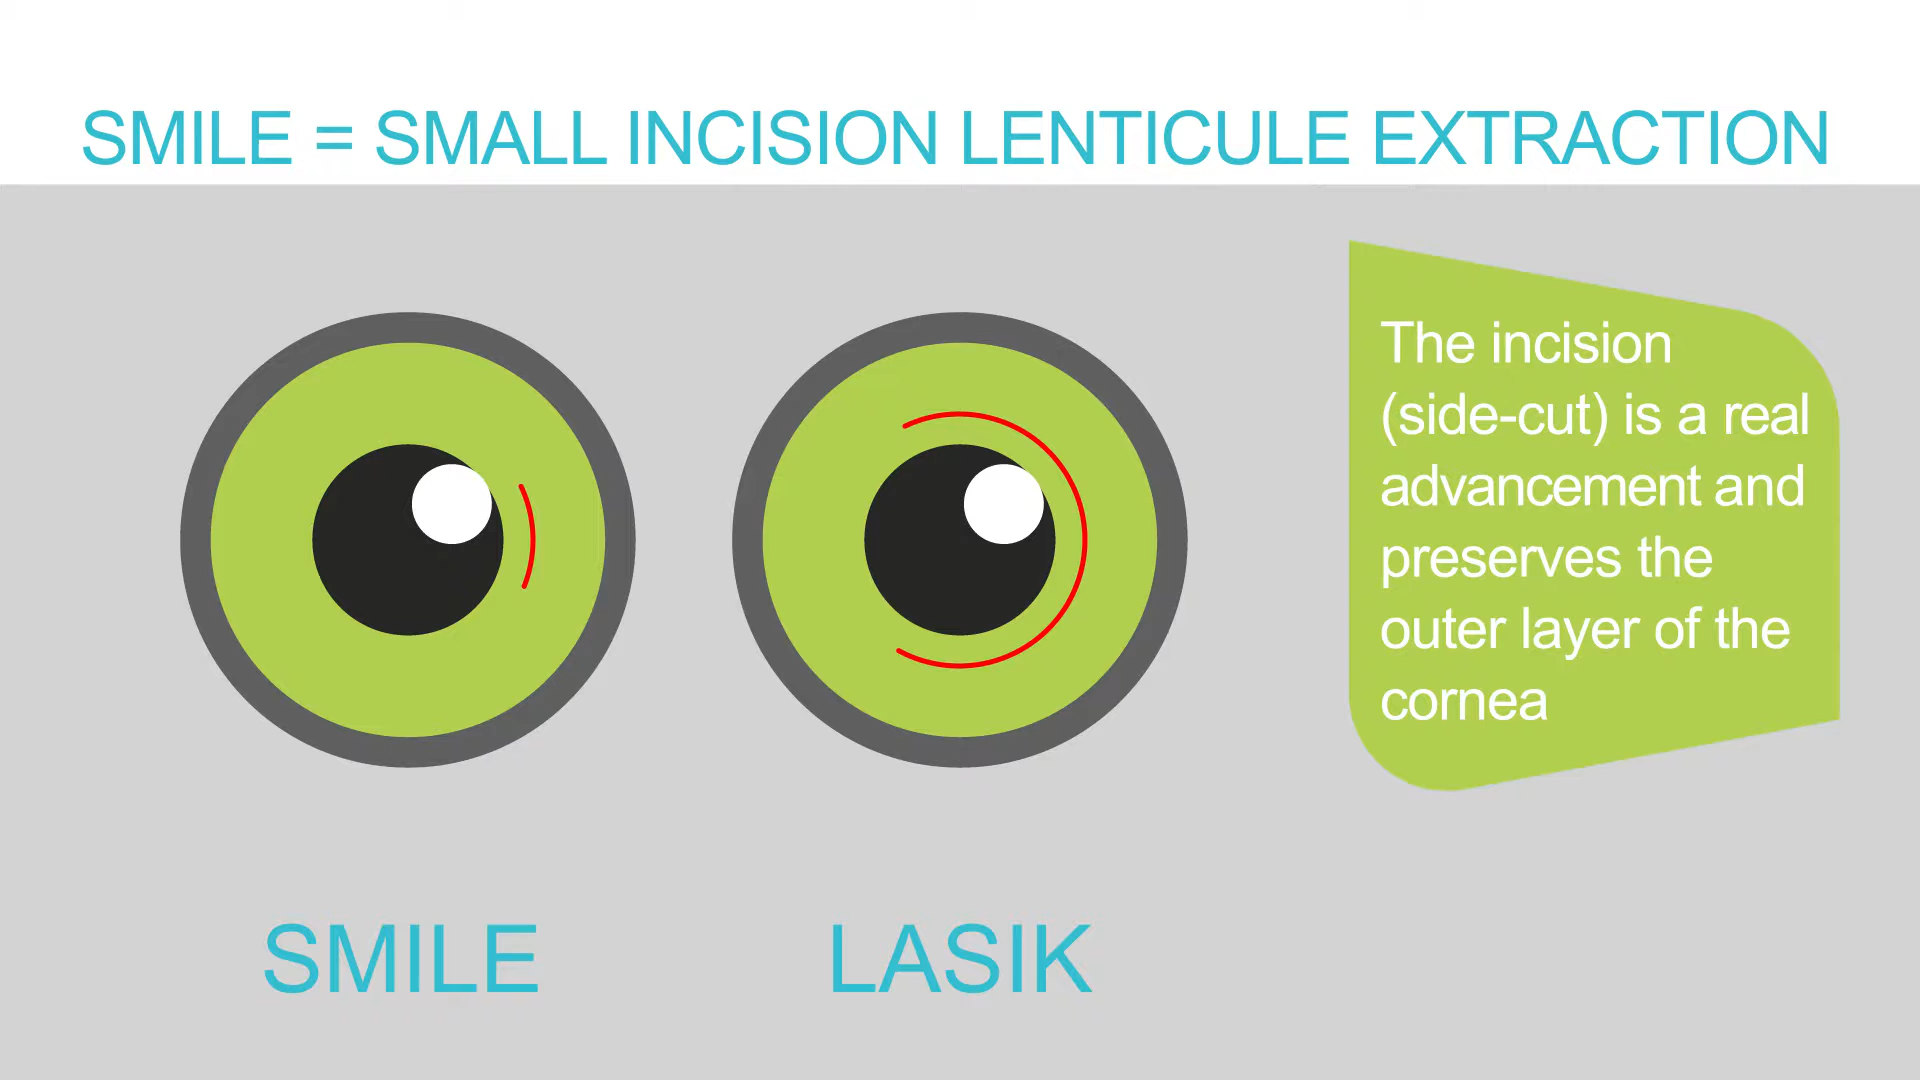 SMILE = SMALL INCISION LENTICULE EXTRACTION
The incision
(side-cut) is a real
advancement and
preserves the
outer layer of the
cornea
SMILE
LASIK